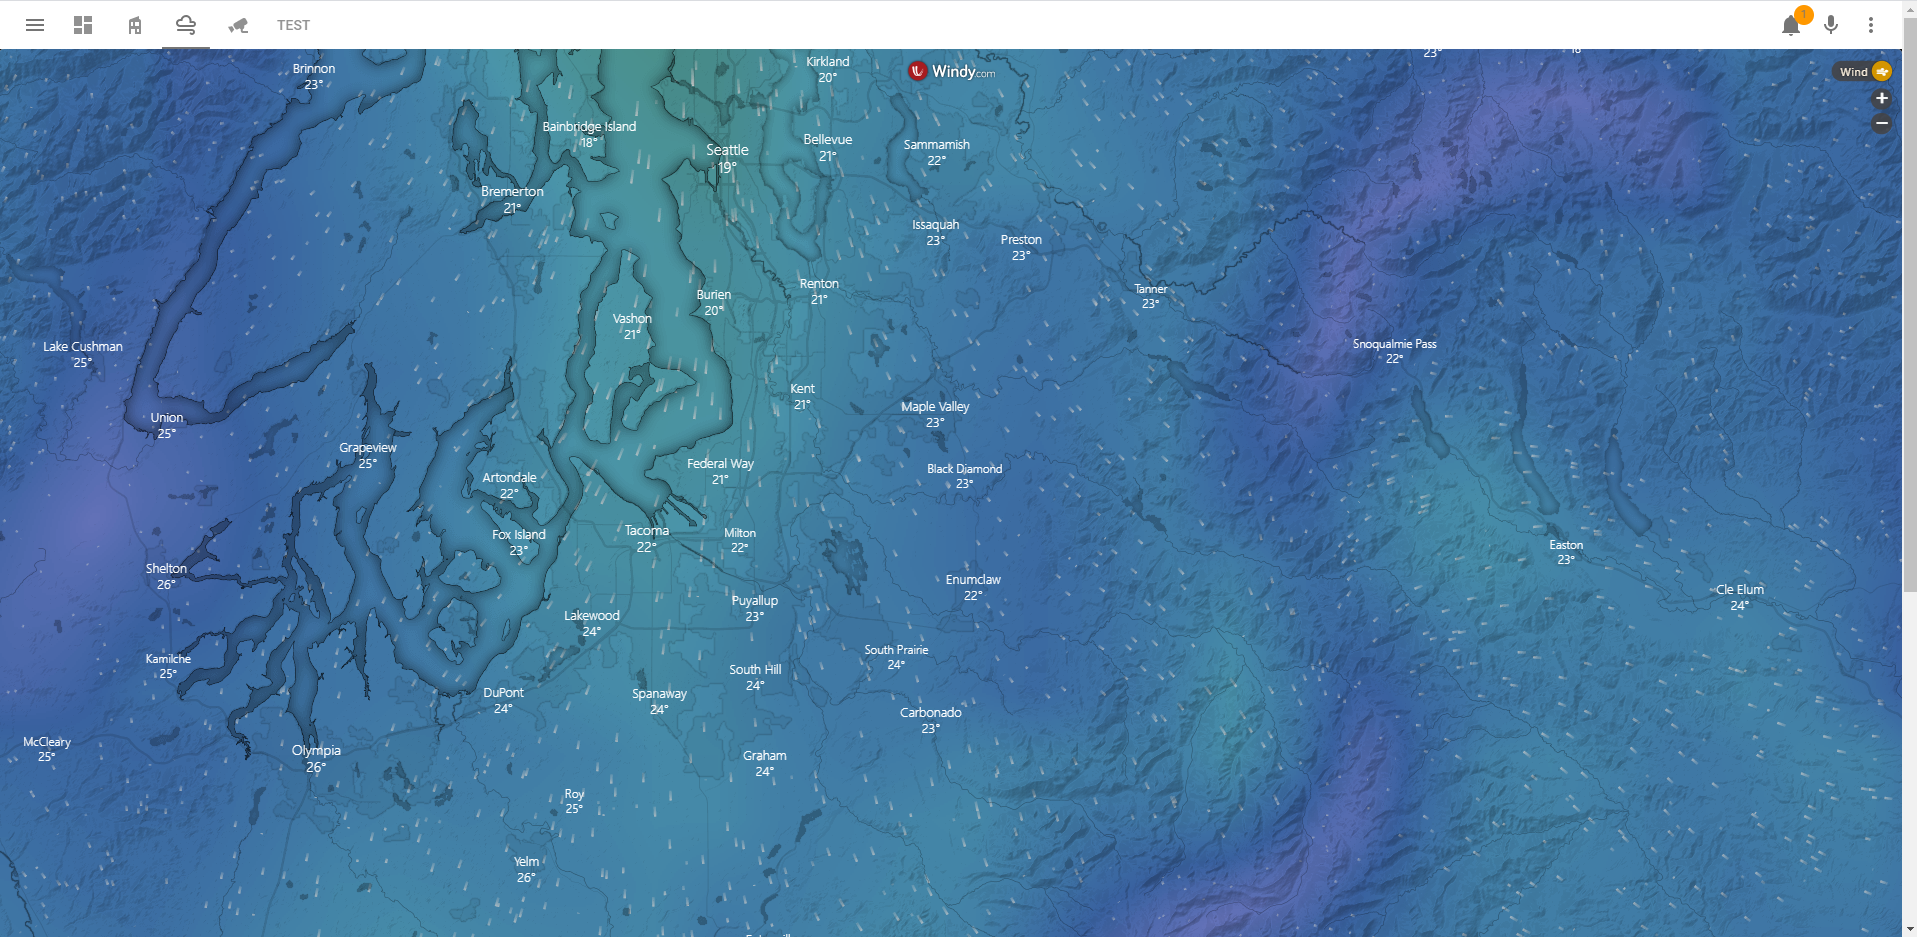 TEST
1
23°
Windy.com
Wind
Brinnon
23°
Kirkland
20°
Bainbridge Island
18°
Seattle
19°
Bellevue
21°
Sammamish
22°
Bremerton
21°
Issaquah
23°
Preston
23°
Burien
20°
Renton
21°
Tanner
23°
Vashon
21°
Lake Cushman
25°
Snoqualmie Pass
22°
Kent
21°
Maple Valley
23°
Union
25°
Grapeview
25°
Artondale
22°
Federal Way
21°
Black Diamond
23°
Fox Island
23°
Tacoma
22°
Milton
22°
Easton
23°
Shelton
26°
Enumclaw
22°
Cle Elum
24°
Lakewood
24°
Puyallup
23°
Kamilche
25°
South Prairie
24°
South Hill
24°
DuPont
24°
Spanaway
24°
Carbonado
23°
McCleary
25°
Olympia
26°
Graham
24°
Roy
25°
Yelm
26°